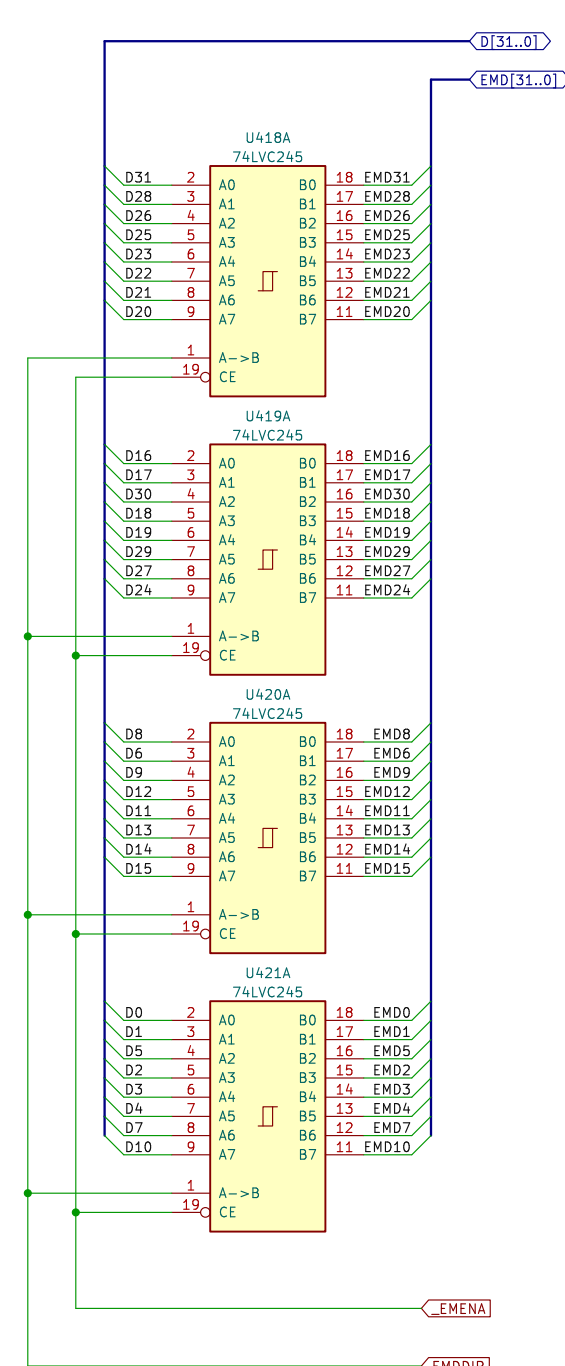 D[31..0]
EMD[31..0]
U418A
74LVC245
D31 2 A0 B0 18 EMD31
D28 3 A1 B1 17 EMD28
D26 4 A2 B2 16 EMD26
D25 5 A3 B3 15 EMD25
D23 6 A4 B4 14 EMD23
D22 7 A5 B5 13 EMD22
D21 8 A6 B6 12 EMD21
D20 9 A7 B7 11 EMD20
1 A->B
19 CE
U419A
74LVC245
D16 2 A0 B0 18 EMD16
D17 3 A1 B1 17 EMD17
D30 4 A2 B2 16 EMD30
D18 5 A3 B3 15 EMD18
D19 6 A4 B4 14 EMD19
D29 7 A5 B5 13 EMD29
D27 8 A6 B6 12 EMD27
D24 9 A7 B7 11 EMD24
1 A->B
19 CE
U420A
74LVC245
D8 2 A0 B0 18 EMD8
D6 3 A1 B1 17 EMD6
D9 4 A2 B2 16 EMD9
D12 5 A3 B3 15 EMD12
D11 6 A4 B4 14 EMD11
D13 7 A5 B5 13 EMD13
D14 8 A6 B6 12 EMD14
D15 9 A7 B7 11 EMD15
1 A->B
19 CE
U421A
74LVC245
D0 2 A0 B0 18 EMD0
D1 3 A1 B1 17 EMD1
D5 4 A2 B2 16 EMD5
D2 5 A3 B3 15 EMD2
D3 6 A4 B4 14 EMD3
D4 7 A5 B5 13 EMD4
D7 8 A6 B6 12 EMD7
D10 9 A7 B7 11 EMD10
1 A->B
19 CE
_EMENA
EMDDIR